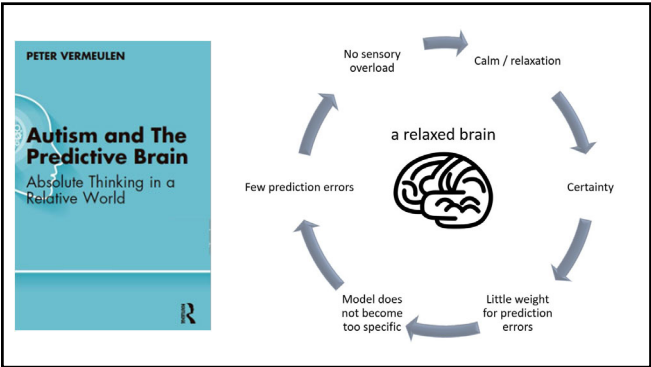 PETER VERMEULEN
Autism and The
Predictive Brain
Absolute Thinking in a
Relative World
R
No sensory
overload
Calm / relaxation
a relaxed brain
Few prediction errors
Certainty
Model does
not become
too specific
Little weight
for prediction
errors